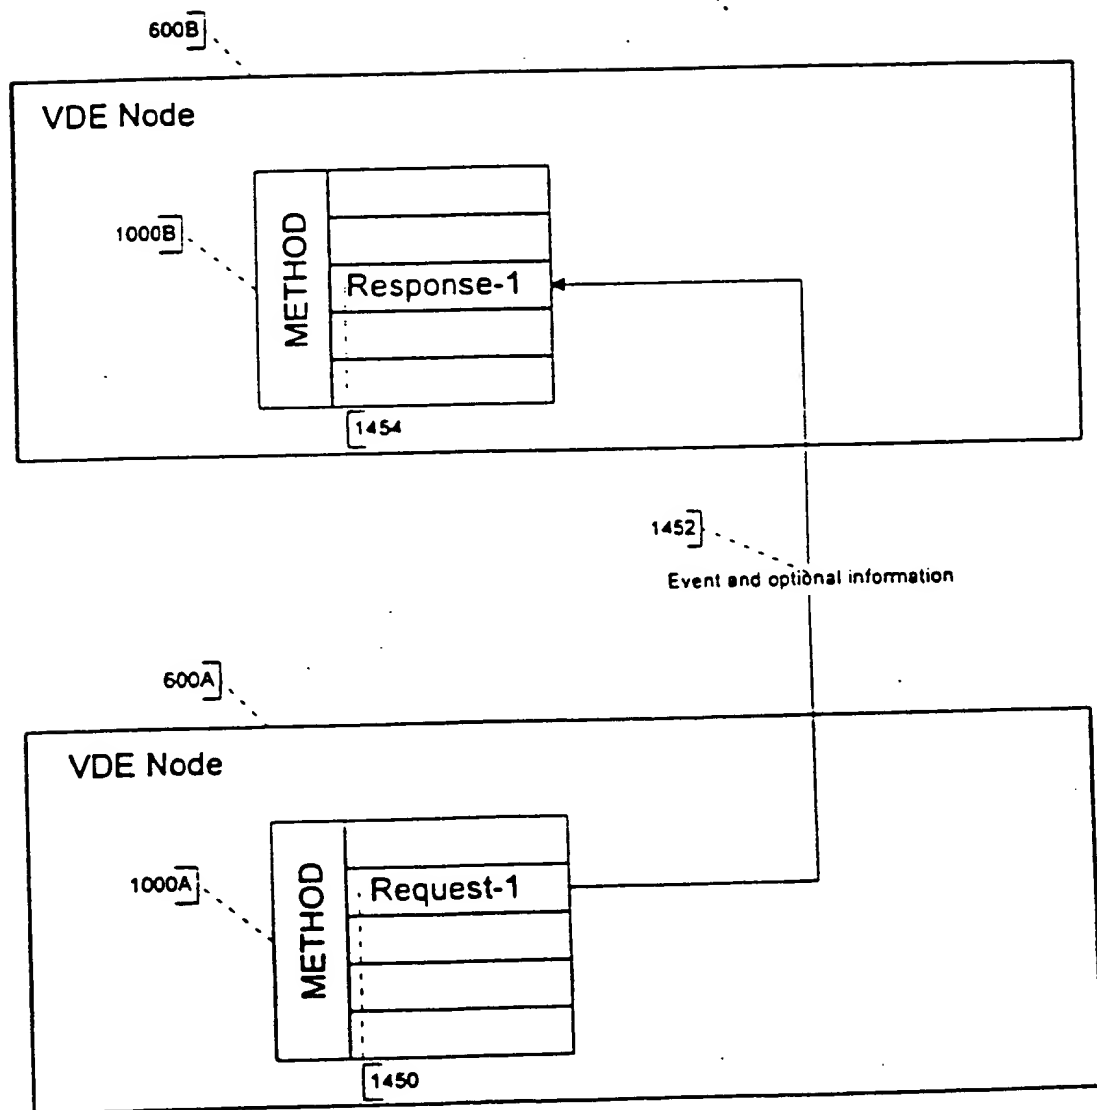 600B
VDE Node
1000B
METHOD
Response-1
1454
1452
Event and optional information
600A
VDE Node
1000A
METHOD
Request-1
1450